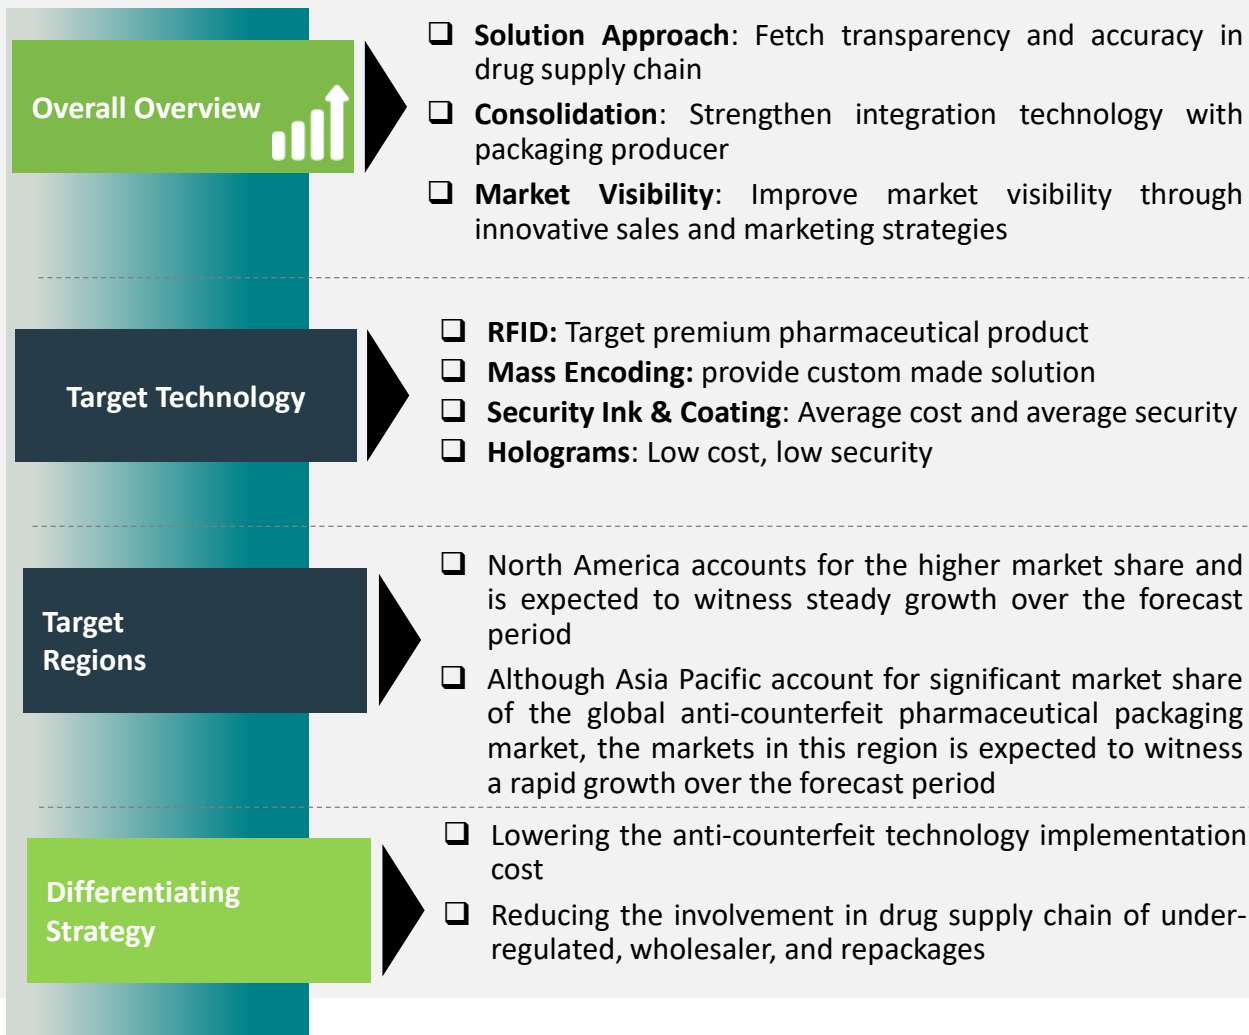 Overall Overview
❑ Solution Approach: Fetch transparency and accuracy in
drug supply chain
❑ Consolidation: Strengthen integration technology with
packaging producer
❑ Market Visibility: Improve market visibility through
innovative sales and marketing strategies
Target Technology
❑ RFID: Target premium pharmaceutical product
❑ Mass Encoding: provide custom made solution
❑ Security Ink & Coating: Average cost and average security
❑ Holograms: Low cost, low security
Target
Regions
❑ North America accounts for the higher market share and
is expected to witness steady growth over the forecast
period
❑ Although Asia Pacific account for significant market share
of the global anti-counterfeit pharmaceutical packaging
market, the markets in this region is expected to witness
a rapid growth over the forecast period
Differentiating
Strategy
❑ Lowering the anti-counterfeit technology implementation
cost
❑ Reducing the involvement in drug supply chain of under-
regulated, wholesaler, and repackages